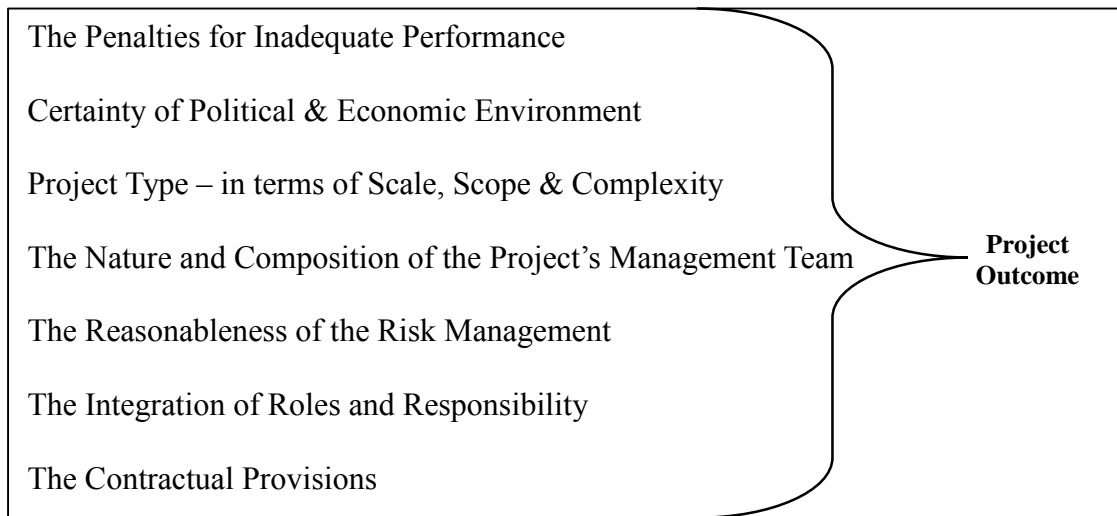 The Penalties for Inadequate Performance
Certainty of Political & Economic Environment
Project Type – in terms of Scale, Scope & Complexity
The Nature and Composition of the Project’s Management Team
The Reasonableness of the Risk Management
The Integration of Roles and Responsibility
The Contractual Provisions
Project
Outcome